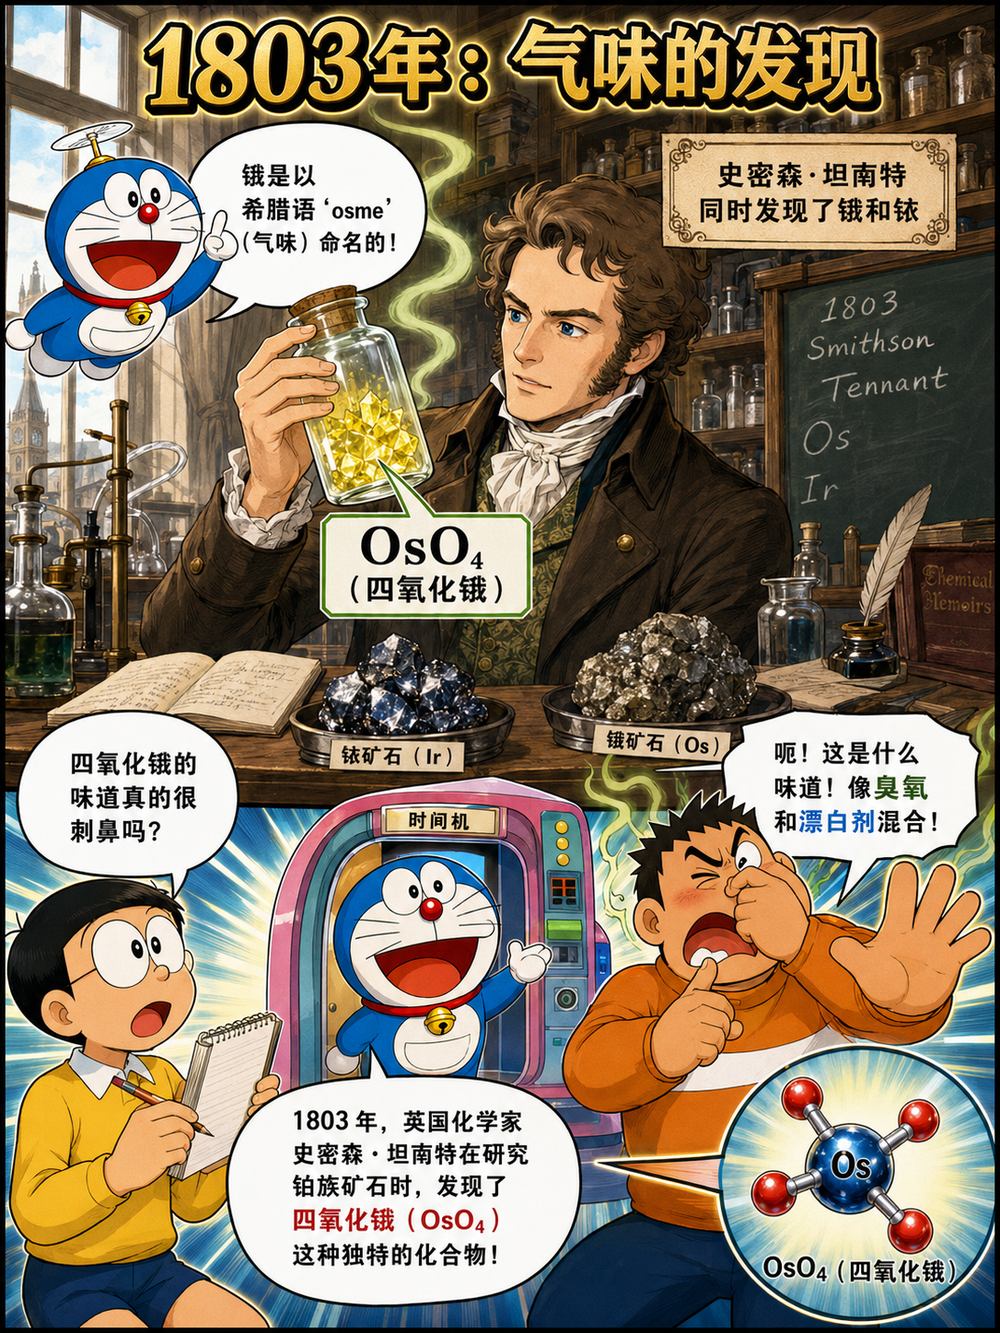 1803年：气味的发现
锇是以
希腊语‘osme’
（气味）命名的！
史密森·坦南特
同时发现了锇和铱
1803
Smithson
Tennant
Os
Ir
OsO₄
（四氧化锇）
Chemical
Memoirs
铱矿石（Ir）
锇矿石（Os）
四氧化锇的
味道真的很
刺鼻吗？
时间机
呃！这是什么
味道！像臭氧
和漂白剂混合！
1803年，英国化学家
史密森·坦南特在研究
铂族矿石时，发现了
四氧化锇（OsO₄）
这种独特的化合物！
Os
OsO₄（四氧化锇）